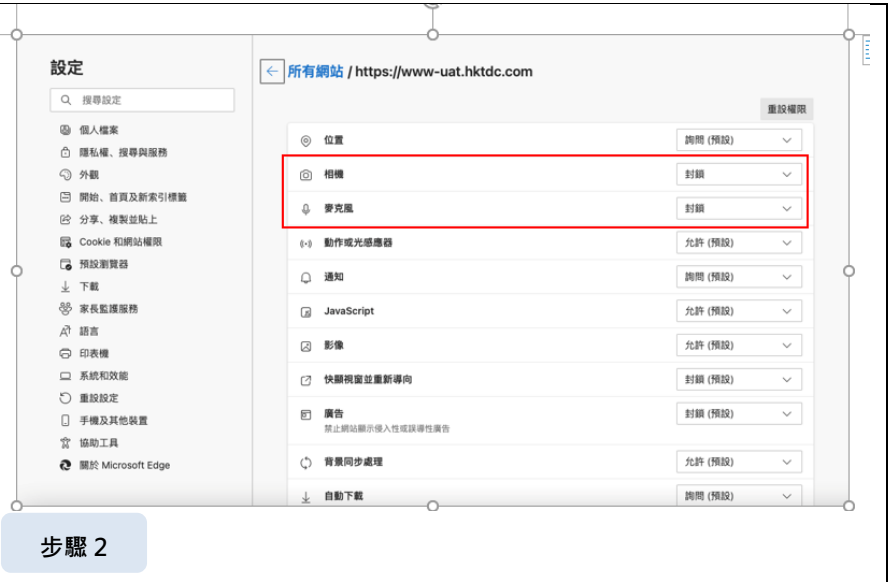 設定
搜尋設定
個人檔案
隱私權、搜尋與服務
外觀
開始、首頁及新索引標籤
分享、複製並貼上
Cookie 和網站權限
預設瀏覽器
下載
家長監護服務
語言
印表機
系統和效能
重設設定
手機及其他裝置
協助工具
關於 Microsoft Edge
所有網站 / https://www-uat.hktdc.com
重設權限
位置 詢問 (預設)
相機 封鎖
麥克風 封鎖
動作或光感應器 允許 (預設)
通知 詢問 (預設)
JavaScript 允許 (預設)
影像 允許 (預設)
快顯視窗並重新導向 封鎖 (預設)
廣告 封鎖 (預設)
禁止網站顯示侵入性或誤導性廣告
背景同步處理 允許 (預設)
自動下載 詢問 (預設)
步驟 2